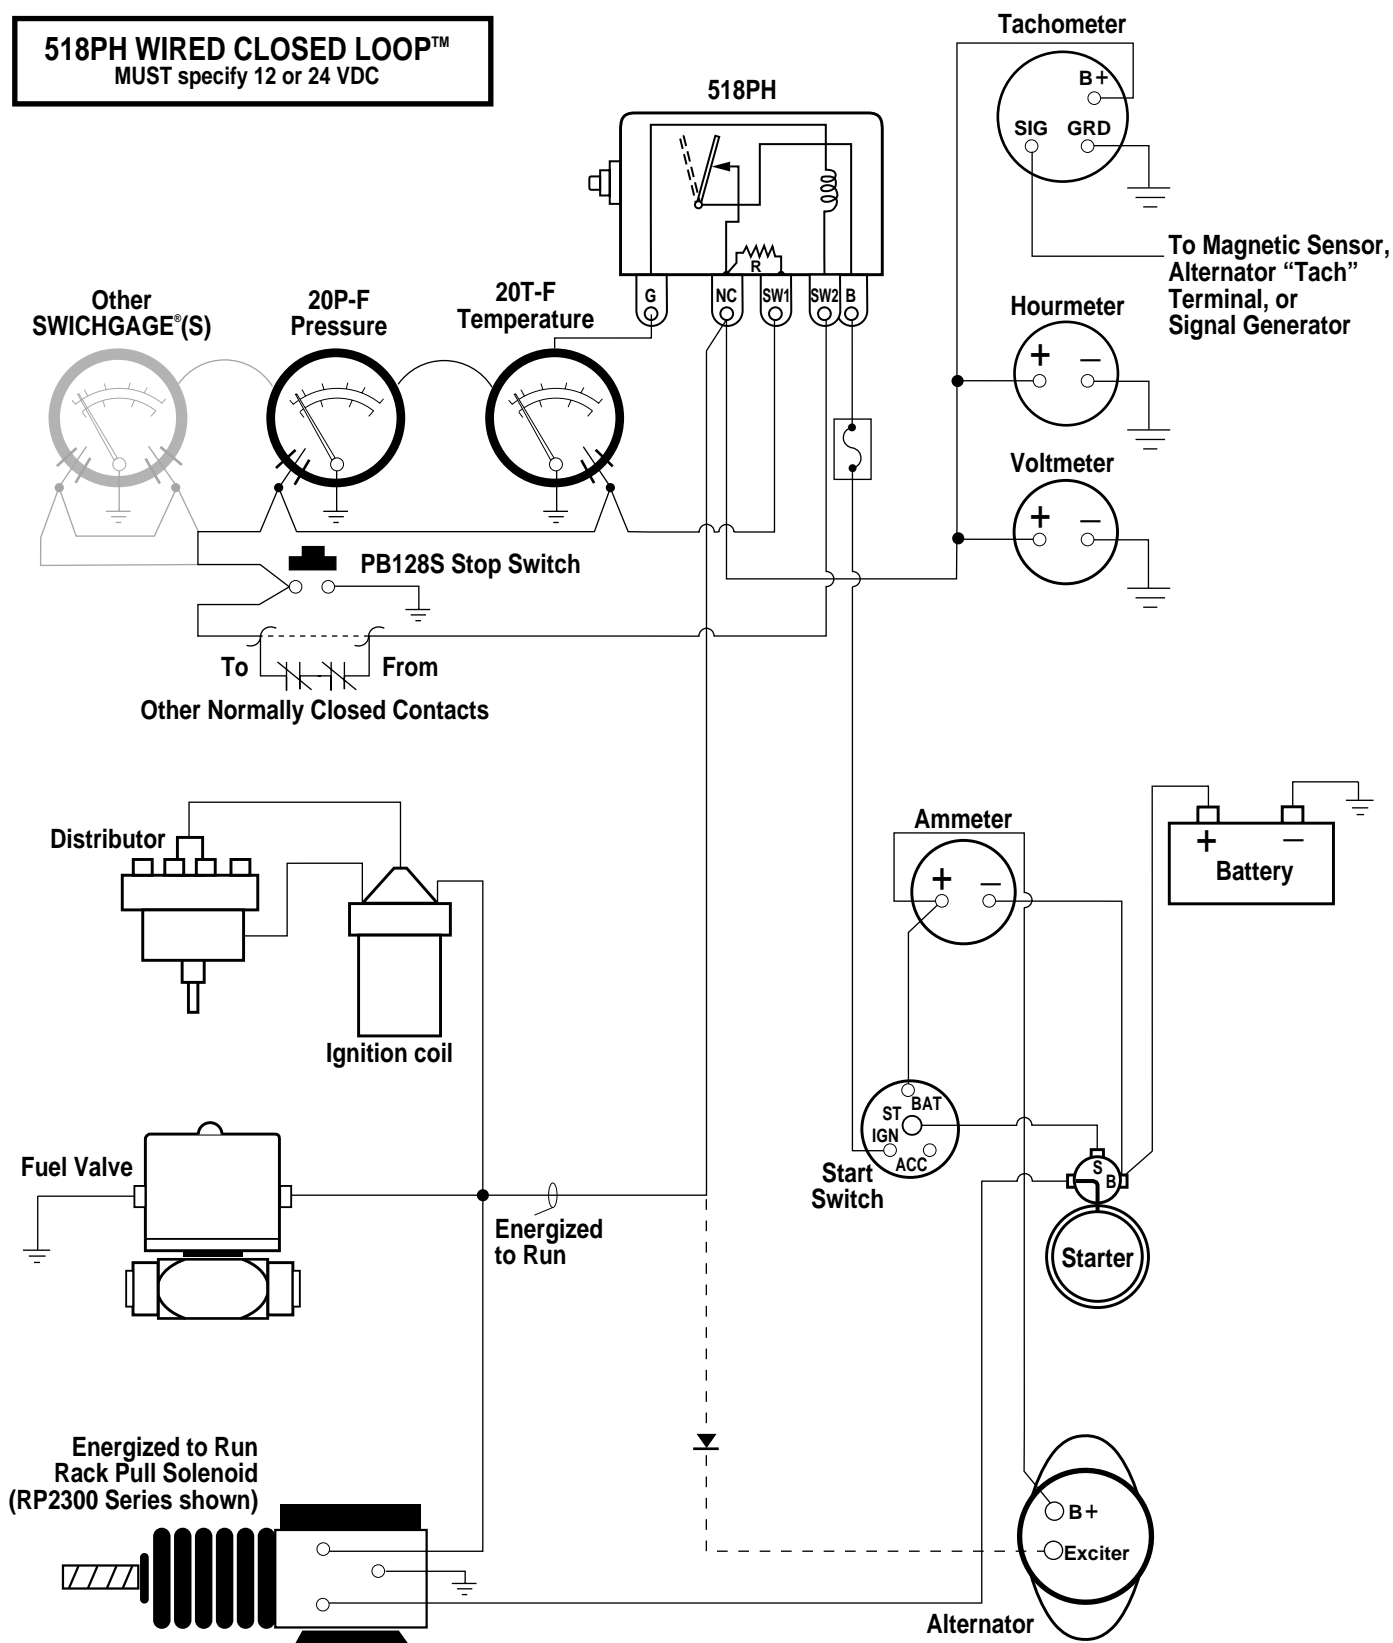 518PH WIRED CLOSED LOOP™
MUST specify 12 or 24 VDC
518PH
Tachometer
B+
SIG GRD
To Magnetic Sensor,
Alternator “Tach”
Terminal, or
Signal Generator
R
G NC SW1 SW2 B
Other
SWICHGAGE®(S)
20P-F
Pressure
20T-F
Temperature
Hourmeter
+ –
Voltmeter
+ –
PB128S Stop Switch
To From
Other Normally Closed Contacts
Distributor
Ignition coil
Ammeter
+ –
+ –
Battery
BAT
ST
IGN
ACC
Start
Switch
S
B
Starter
Fuel Valve
Energized
to Run
Energized to Run
Rack Pull Solenoid
(RP2300 Series shown)
B+
Exciter
Alternator